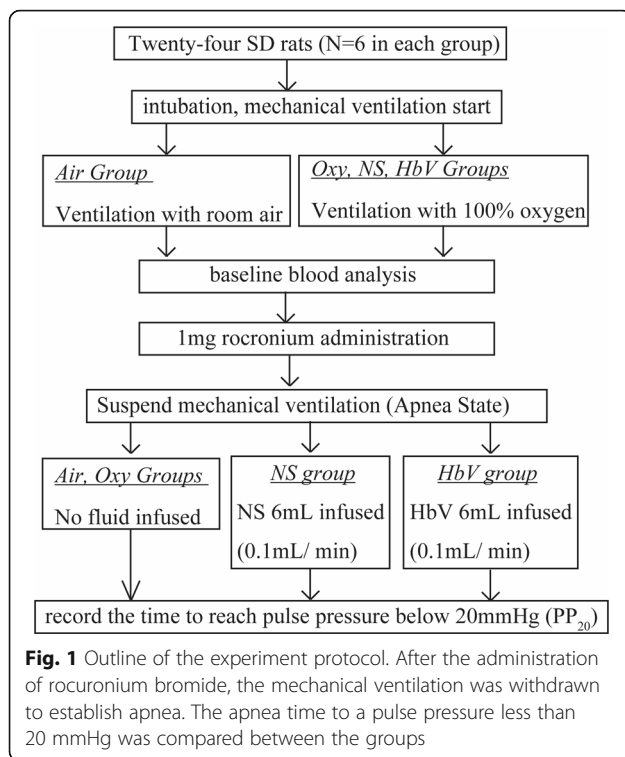 Twenty-four SD rats (N=6 in each group)
intubation, mechanical ventilation start
Air Group
Ventilation with room air
Oxy, NS, HbV Groups
Ventilation with 100% oxygen
baseline blood analysis
1mg rocronium administration
Suspend mechanical ventilation (Apnea State)
Air, Oxy Groups
No fluid infused
NS group
NS 6mL infused
(0.1mL/ min)
HbV group
HbV 6mL infused
(0.1mL/ min)
record the time to reach pulse pressure below 20mmHg (PP20)
Fig. 1 Outline of the experiment protocol. After the administration
of rocuronium bromide, the mechanical ventilation was withdrawn
to establish apnea. The apnea time to a pulse pressure less than
20 mmHg was compared between the groups